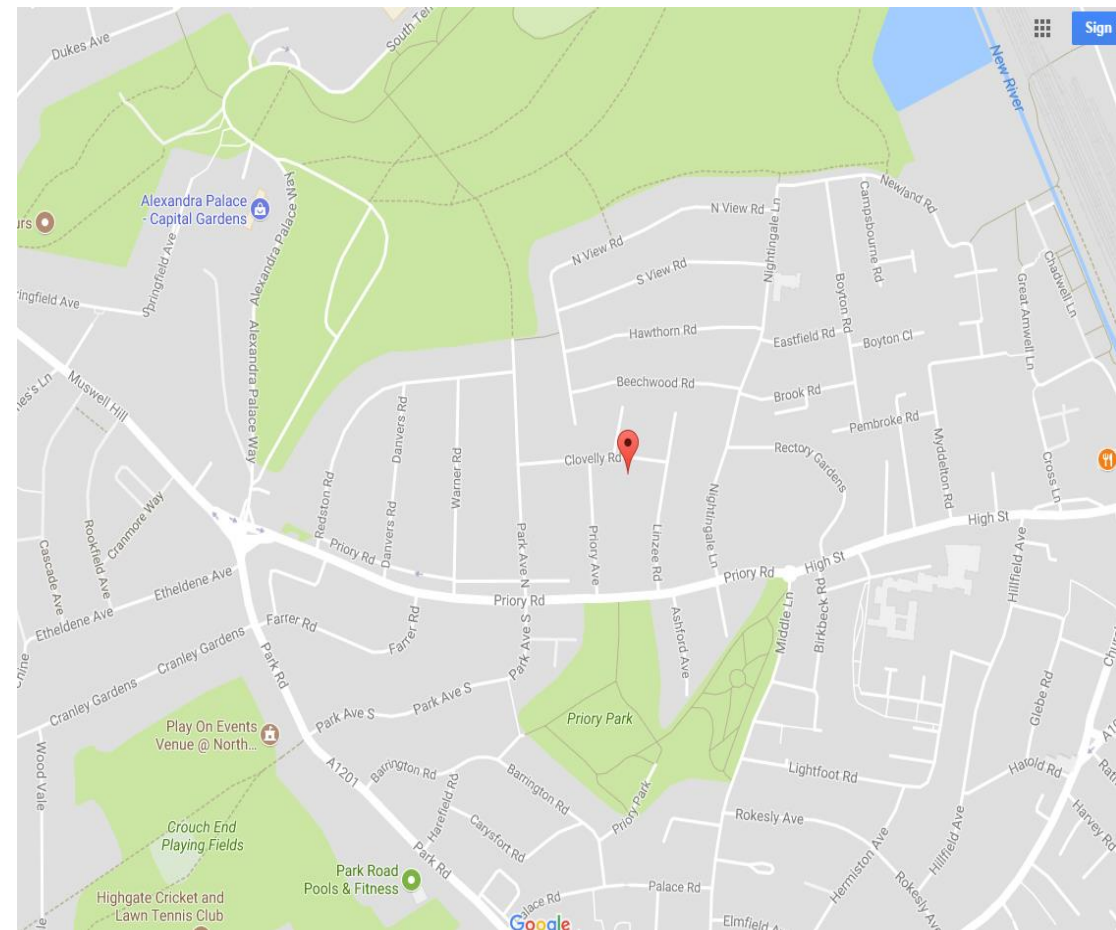 Dukes Ave
South Ter
Sign
New River
Alexandra Palace
- Capital Gardens
urs
Springfield Ave
ringfield Ave
Alexandra Palace Way
Alexandra Palace Way
N View Rd
N View Rd
S View Rd
Nightingale Ln
Campsbourne Rd
Newland Rd
Boyton Rd
Great Amwell Ln
Chadwell Ln
Hawthorn Rd
Eastfield Rd
Boyton Cl
mes's Ln
Muswell Hill
Beechwood Rd
Brook Rd
Pembroke Rd
Danvers Rd
Danvers Rd
Warner Rd
Clovelly Rd
Rectory Gardens
Myddelton Rd
Cross Ln
Redston Rd
Cranmore Way
Rookfield Ave
Cascade Ave
Nightingale Ln
High St
Priory Rd
Park Ave N
Priory Ave
Linzee Rd
Priory Rd
High St
Hillfield Ave
Etheldene Ave
Etheldene Ave
Priory Rd
Farrer Rd
Farrer Rd
Park Ave S
Ashford Ave
Middle Ln
Birkbeck Rd
Cranley Gardens
Cranley Gardens
Park Rd
Park Ave S
Park Ave S
Priory Park
Glebe Rd
Play On Events
Venue @ North...
Wood Vale
A1201
Barrington Rd
Barrington Rd
Harefield Rd
Carysfort Rd
Priory Park
Lightfoot Rd
Harold Rd
Harvey Rd
Rokesly Ave
Crouch End
Playing Fields
Park Rd
Park Road
Pools & Fitness
Hermiston Ave
Hillfield Ave
Rokesly Ave
Palace Rd
Highgate Cricket and
Lawn Tennis Club
Google
Elmfield A